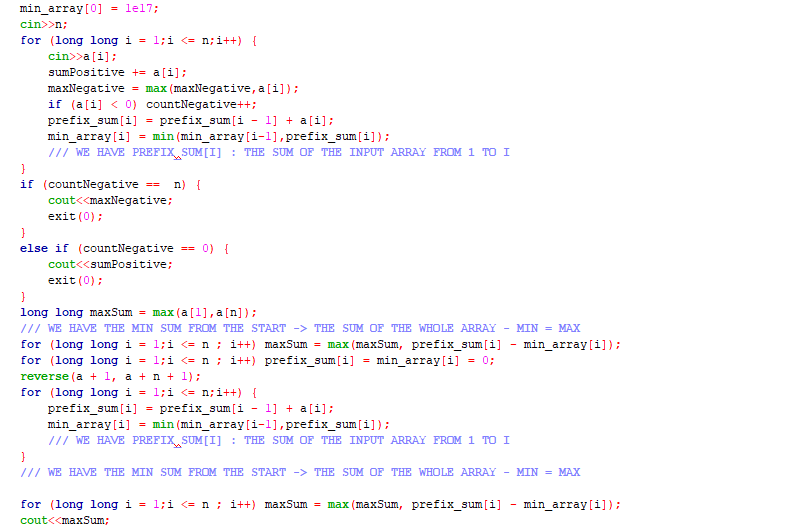 min_array[0] = 1e17;
cin>>n;
for (long long i = 1;i <= n;i++) {
cin>>a[i];
sumPositive += a[i];
maxNegative = max(maxNegative,a[i]);
if (a[i] < 0) countNegative++;
prefix_sum[i] = prefix_sum[i - 1] + a[i];
min_array[i] = min(min_array[i-1],prefix_sum[i]);
/// WE HAVE PREFIX_SUM[I] : THE SUM OF THE INPUT ARRAY FROM 1 TO I
}
if (countNegative ==  n) {
cout<<maxNegative;
exit(0);
}
else if (countNegative == 0) {
cout<<sumPositive;
exit(0);
}
long long maxSum = max(a[1],a[n]);
/// WE HAVE THE MIN SUM FROM THE START -> THE SUM OF THE WHOLE ARRAY - MIN = MAX
for (long long i = 1;i <= n ; i++) maxSum = max(maxSum, prefix_sum[i] - min_array[i]);
for (long long i = 1;i <= n ; i++) prefix_sum[i] = min_array[i] = 0;
reverse(a + 1, a + n + 1);
for (long long i = 1;i <= n;i++) {
prefix_sum[i] = prefix_sum[i - 1] + a[i];
min_array[i] = min(min_array[i-1],prefix_sum[i]);
/// WE HAVE PREFIX_SUM[I] : THE SUM OF THE INPUT ARRAY FROM 1 TO I
}
/// WE HAVE THE MIN SUM FROM THE START -> THE SUM OF THE WHOLE ARRAY - MIN = MAX
for (long long i = 1;i <= n ; i++) maxSum = max(maxSum, prefix_sum[i] - min_array[i]);
cout<<maxSum;